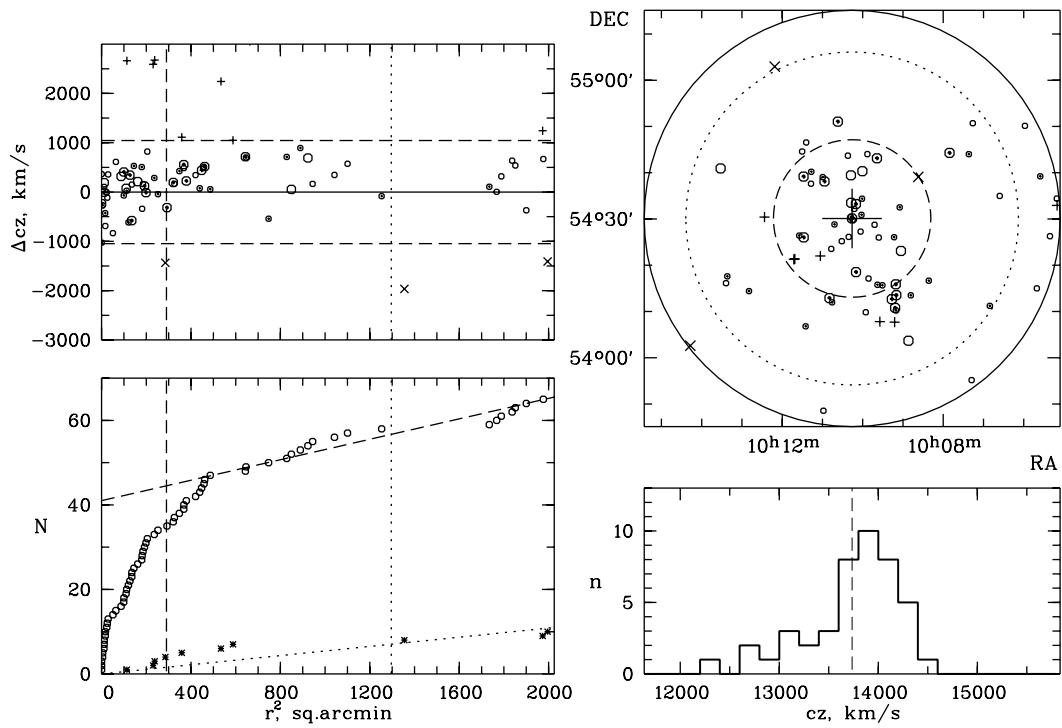 Δcz, km/s
2000
1000
0
-1000
-2000
-3000
N
60
40
20
0
0 400 800 1200 1600 2000
r,² sq.arcmin
DEC
55°00'
54°30'
54°00'
10ʰ12ᵐ 10ʰ08ᵐ
RA
n
10
5
0
12000 13000 14000 15000
cz, km/s